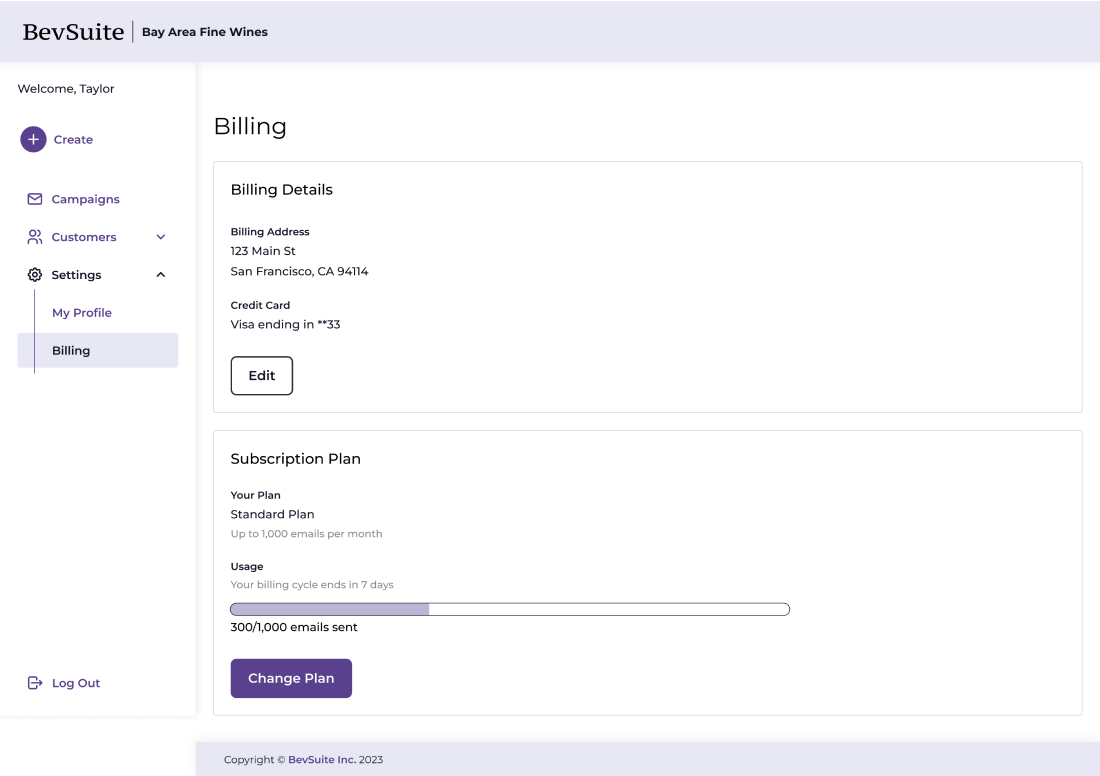 BevSuite
Bay Area Fine Wines
Welcome, Taylor
Create
Campaigns
Customers
Settings
My Profile
Billing
Log Out
Billing
Billing Details
Billing Address
123 Main St
San Francisco, CA 94114
Credit Card
Visa ending in **33
Edit
Subscription Plan
Your Plan
Standard Plan
Up to 1,000 emails per month
Usage
Your billing cycle ends in 7 days
300/1,000 emails sent
Change Plan
Copyright © BevSuite Inc. 2023